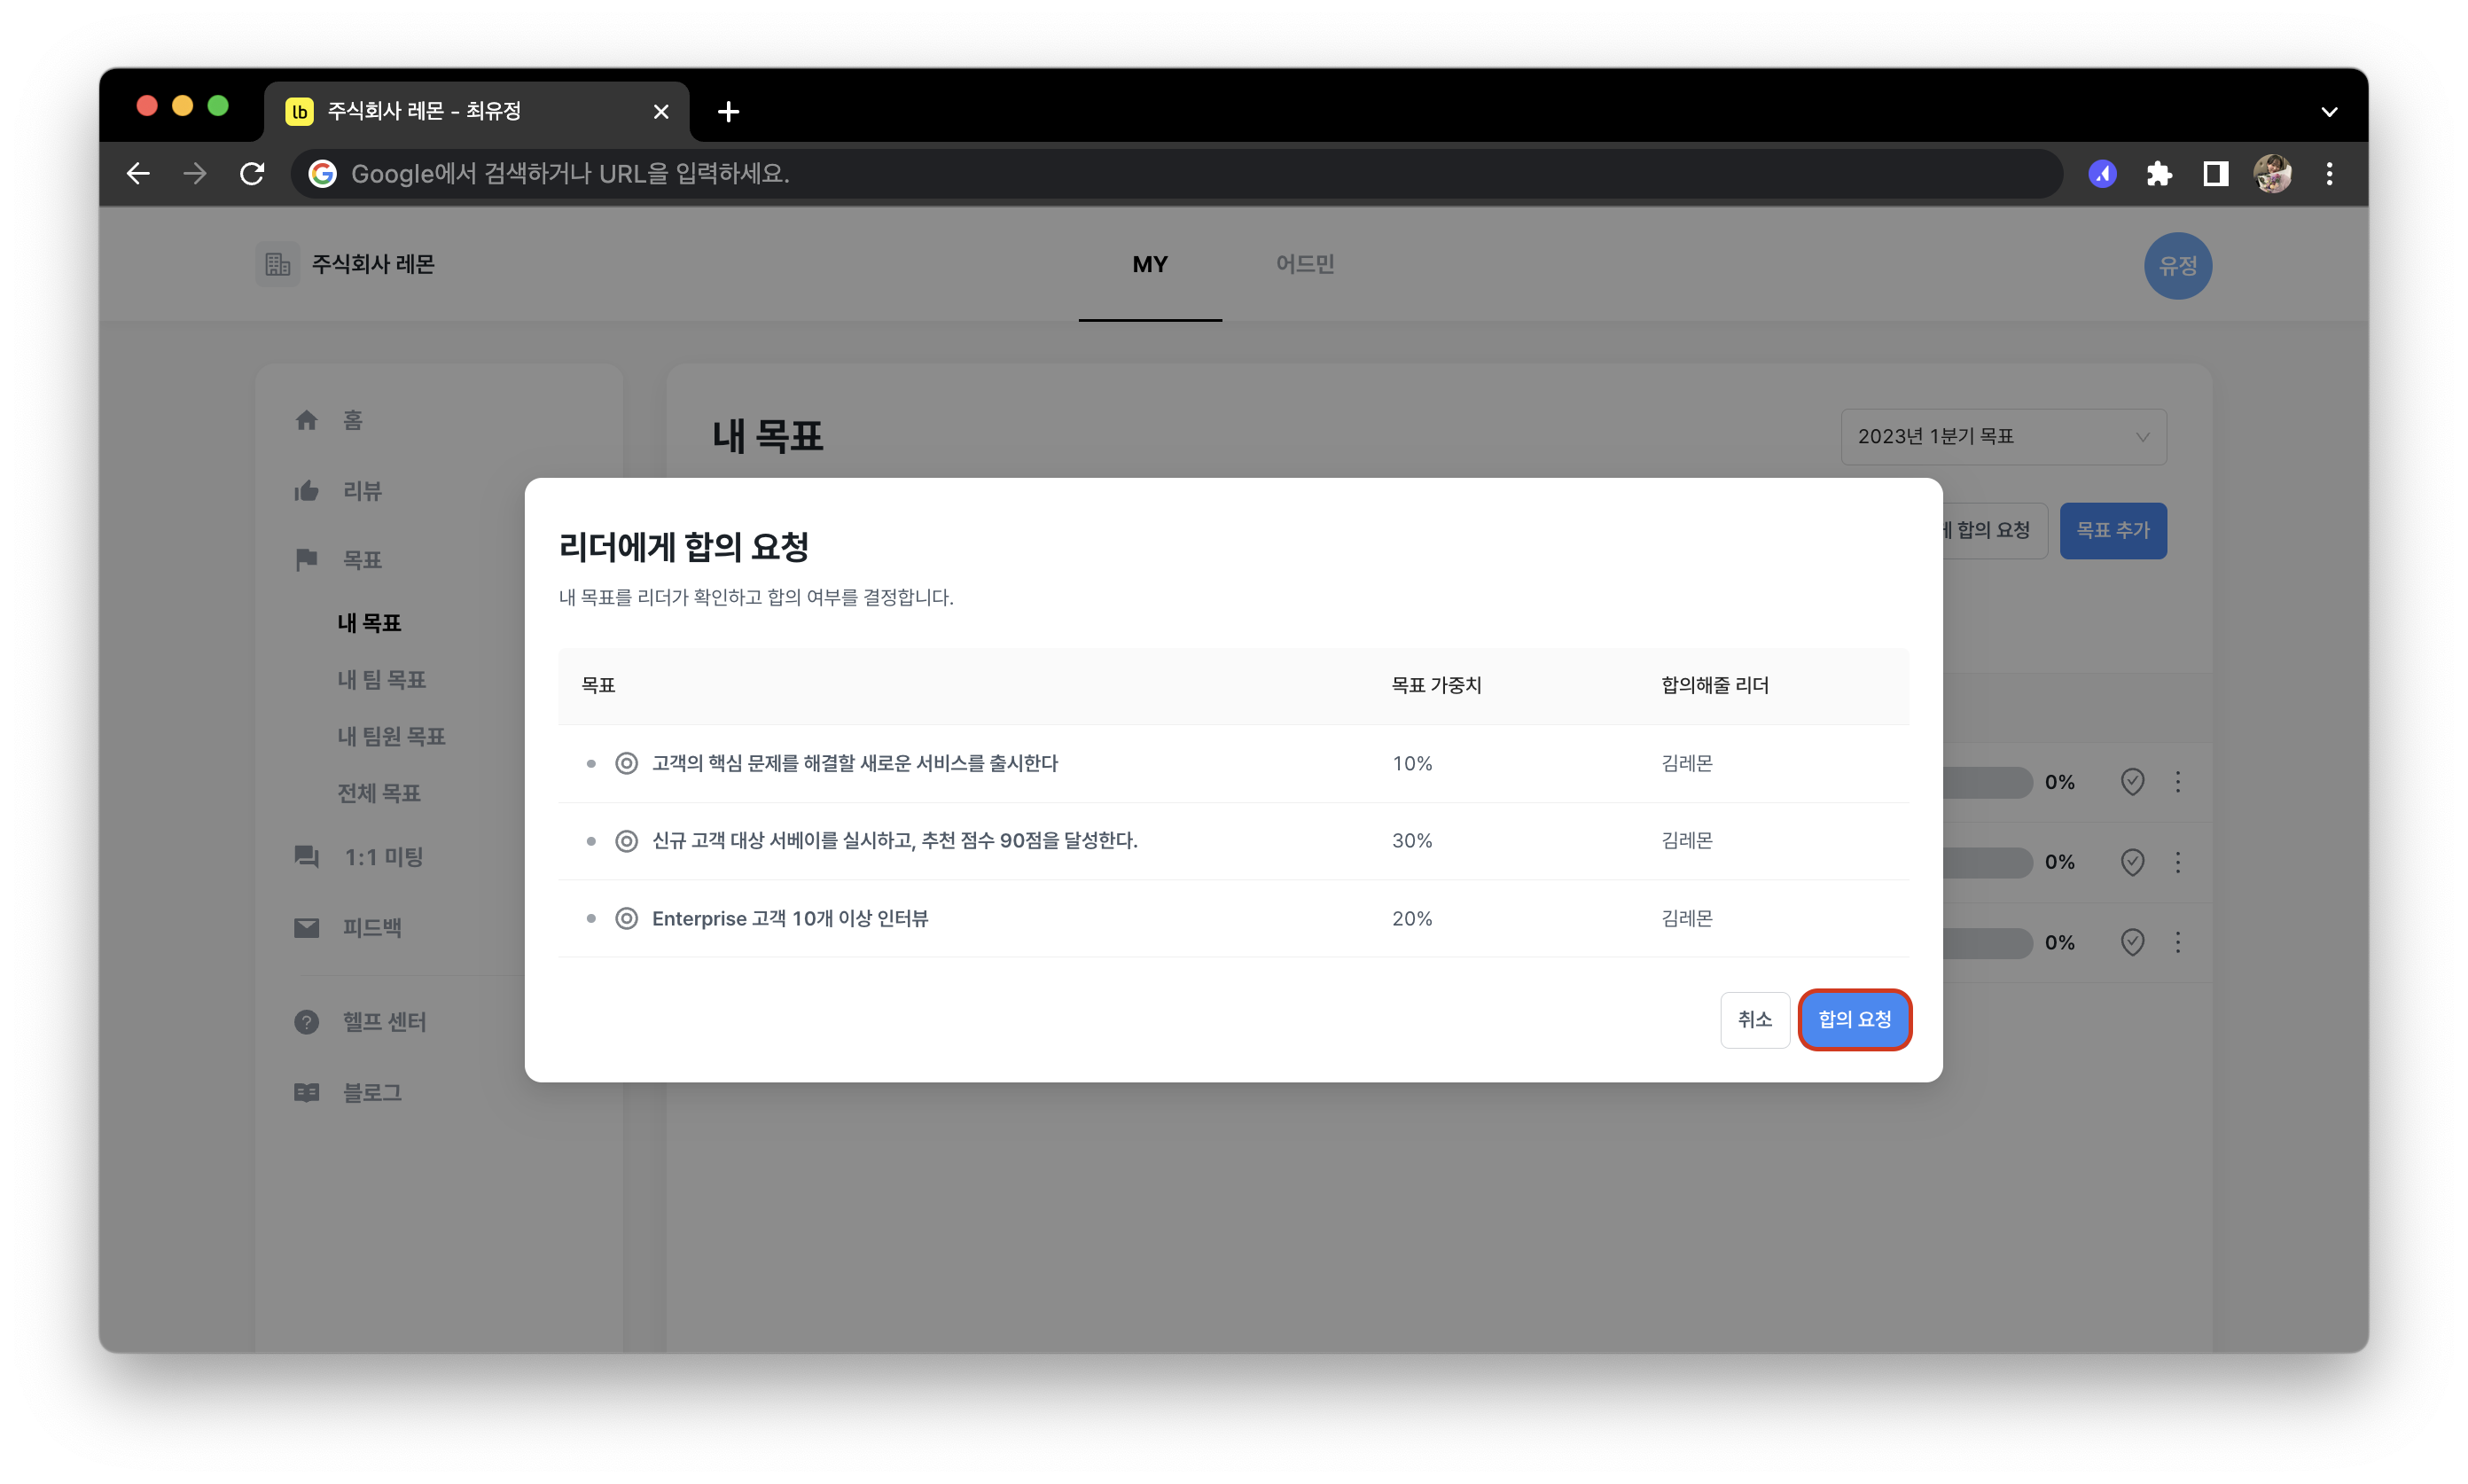 lb 주식회사 레몬 - 최유정
Google에서 검색하거나 URL을 입력하세요.
주식회사 레몬 MY 어드민 유정
홈
리뷰
목표
내 목표
내 팀 목표
내 팀원 목표
전체 목표
1:1 미팅
피드백
헬프 센터
블로그
내 목표 2023년 1분기 목표
합의 요청 목표 추가
리더에게 합의 요청
내 목표를 리더가 확인하고 합의 여부를 결정합니다.
목표 목표 가중치 합의해줄 리더
고객의 핵심 문제를 해결할 새로운 서비스를 출시한다 10% 김레몬
신규 고객 대상 서베이를 실시하고, 추천 점수 90점을 달성한다. 30% 김레몬
Enterprise 고객 10개 이상 인터뷰 20% 김레몬
취소 합의 요청
0%
0%
0%